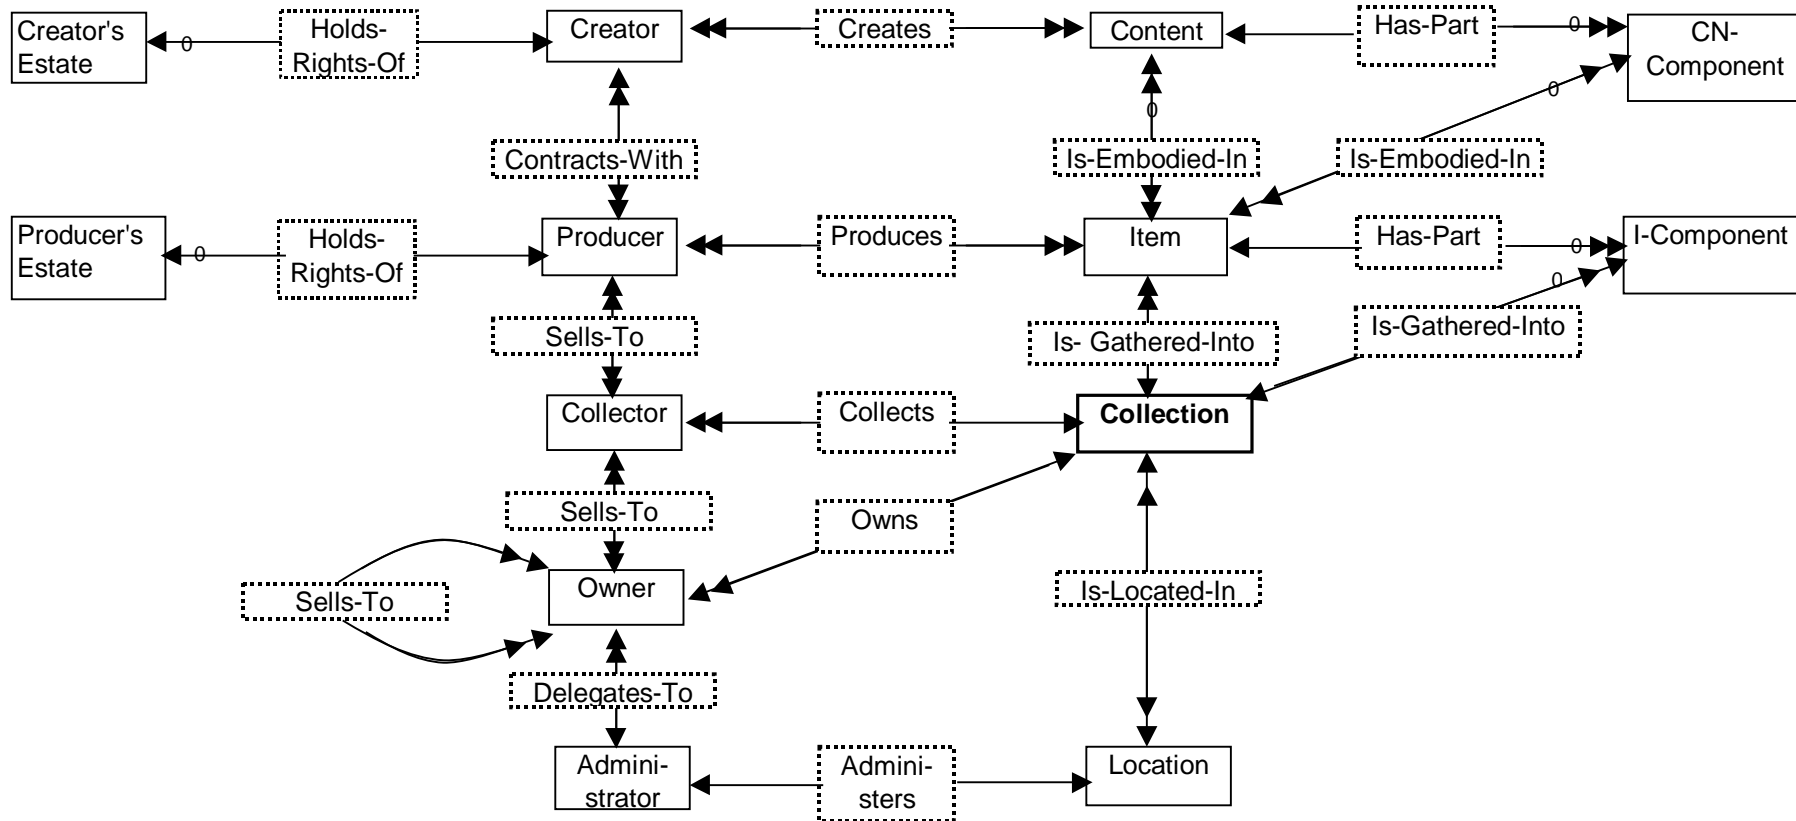 Creator's
Estate
0
Holds-
Rights-Of
Creator
Creates
Content
Has-Part
0
CN-
Component
0
0
Contracts-With
Is-Embodied-In
Is-Embodied-In
Producer's
Estate
0
Holds-
Rights-Of
Producer
Produces
Item
Has-Part
0
I-Component
0
Sells-To
Is- Gathered-Into
Is-Gathered-Into
Collector
Collects
Collection
Sells-To
Owns
Sells-To
Owner
Is-Located-In
Delegates-To
Admini-
strator
Admini-
sters
Location